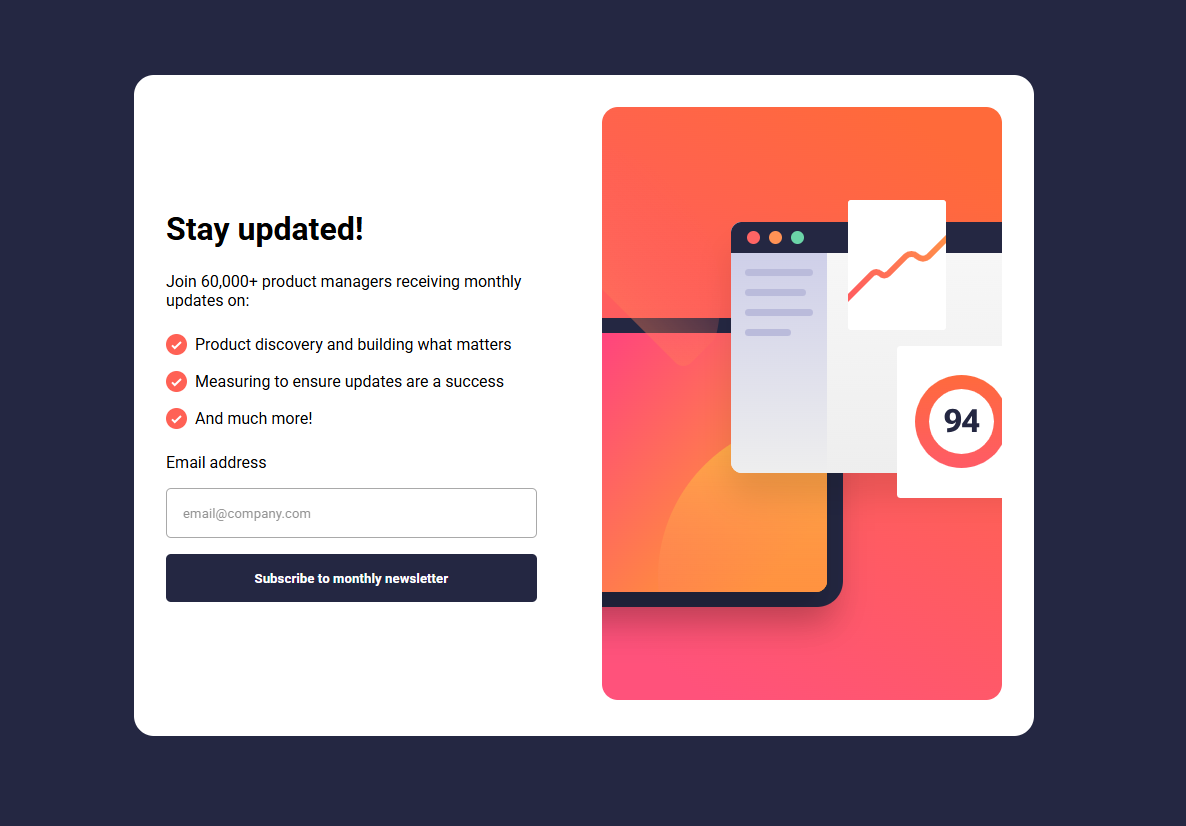 Stay updated!
Join 60,000+ product managers receiving monthly
updates on:
Product discovery and building what matters
Measuring to ensure updates are a success
And much more!
Email address
email@company.com
Subscribe to monthly newsletter
94